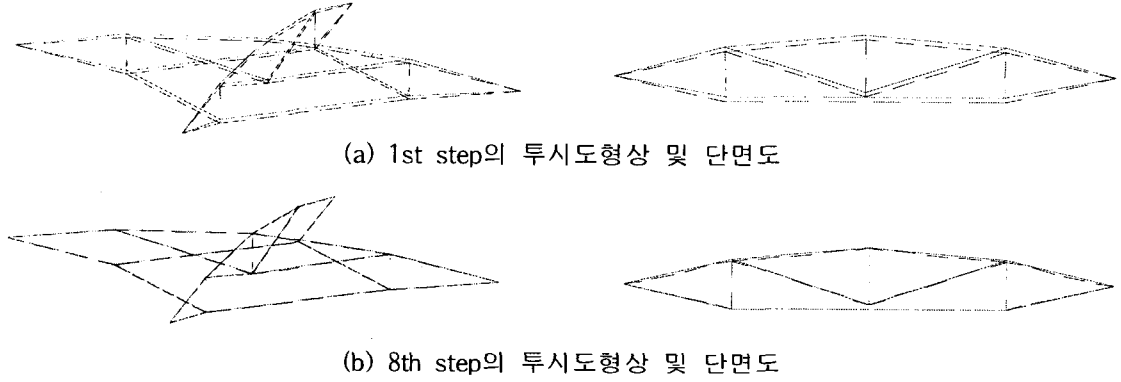 (a) 1st step의 투시도형상 및 단면도
(b) 8th step의 투시도형상 및 단면도